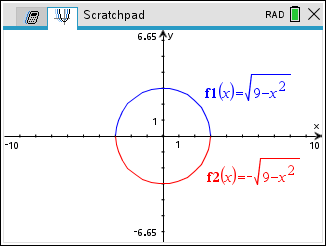 Scratchpad RAD
6.65 y
f1(x)=√(9-x²)
1
x
-10 1 10
f2(x)=-√(9-x²)
-6.65